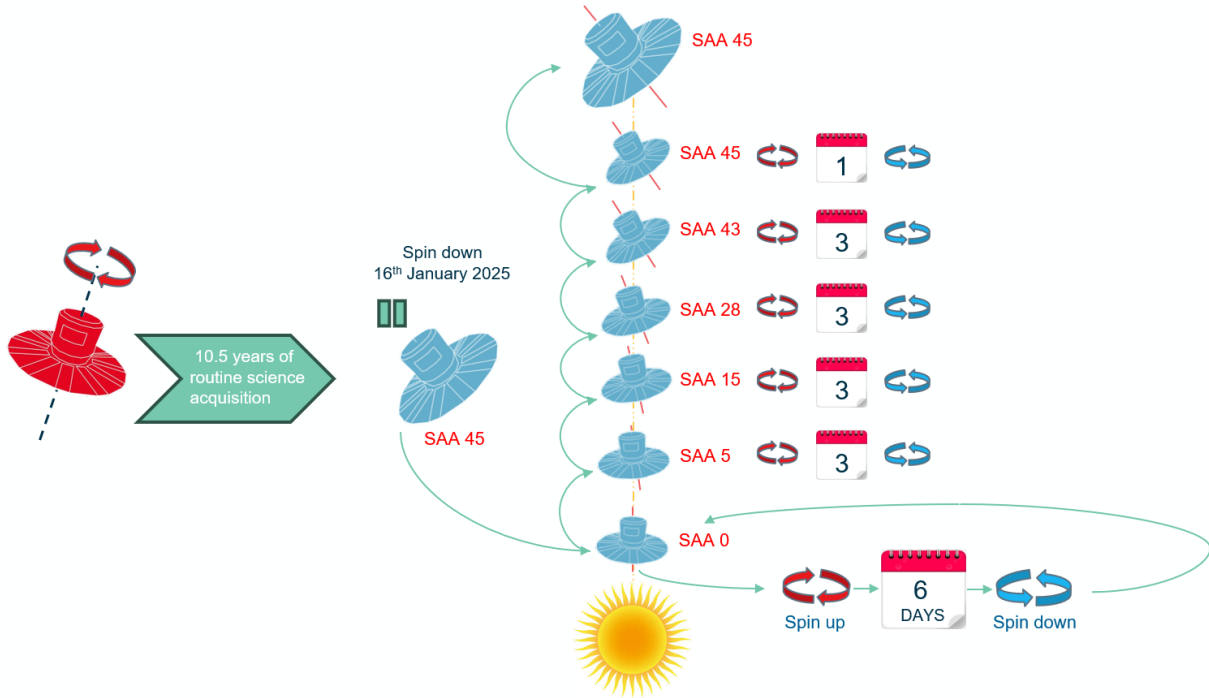 SAA 45
SAA 45
1
SAA 43
3
Spin down
16th January 2025
SAA 28
3
10.5 years of
routine science
acquisition
SAA 15
3
SAA 45
SAA 5
3
SAA 0
6
DAYS
Spin up
Spin down